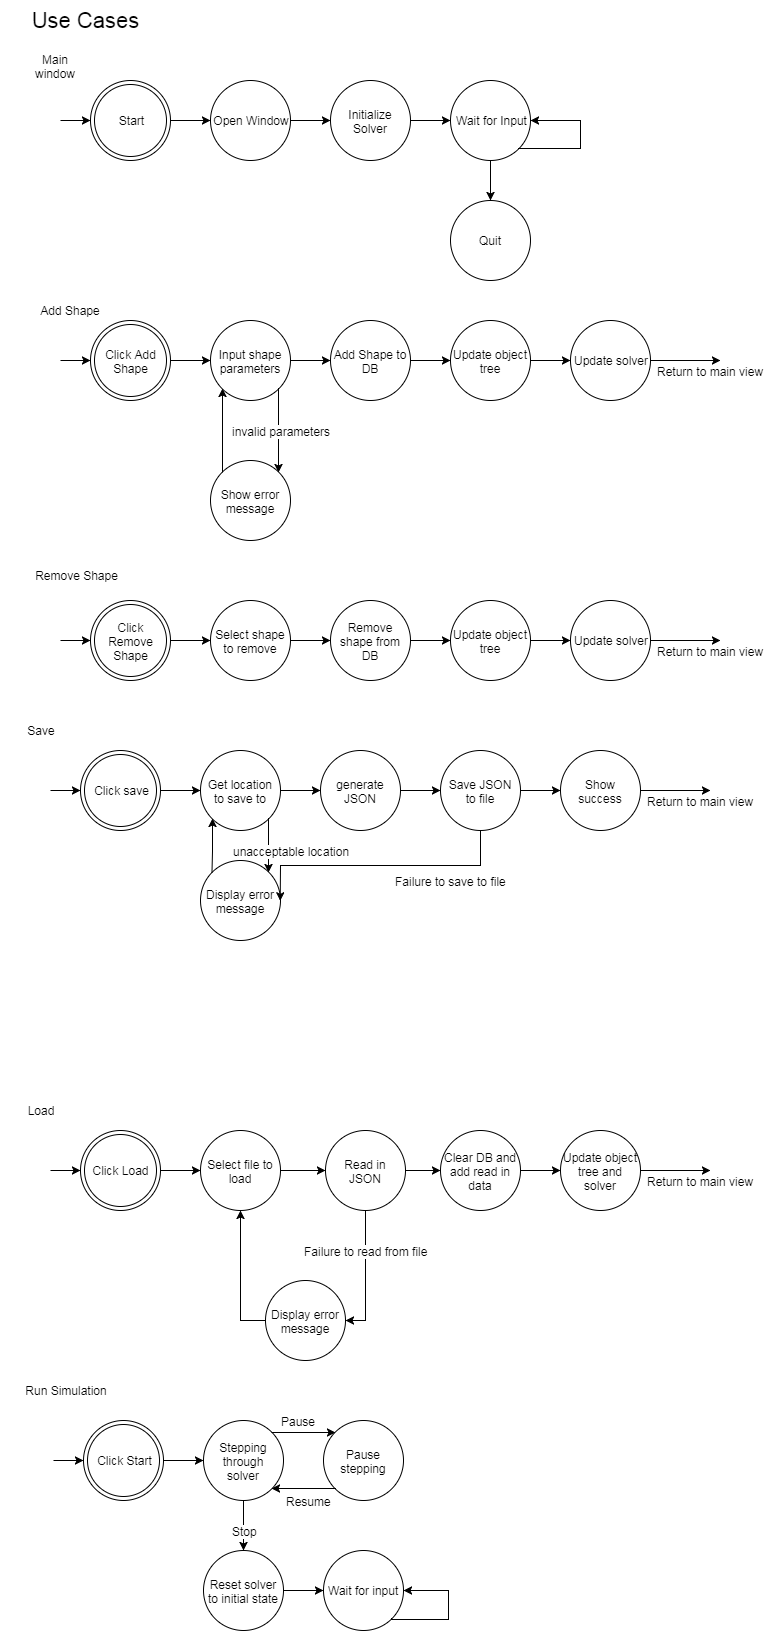 Use Cases
Main
window
Start
Open Window
Initialize
Solver
Wait for Input
Quit
Add Shape
Click Add
Shape
Input shape
parameters
Add Shape to
DB
Update object
tree
Update solver
Return to main view
invalid parameters
Show error
message
Remove Shape
Click
Remove
Shape
Select shape
to remove
Remove
shape from
DB
Update object
tree
Update solver
Return to main view
Save
Click save
Get location
to save to
generate
JSON
Save JSON
to file
Show
success
Return to main view
unacceptable location
Failure to save to file
Display error
message
Load
Click Load
Select file to
load
Read in
JSON
Clear DB and
add read in
data
Update object
tree and
solver
Return to main view
Failure to read from file
Display error
message
Run Simulation
Click Start
Stepping
through
solver
Pause
Pause
stepping
Resume
Stop
Reset solver
to initial state
Wait for input